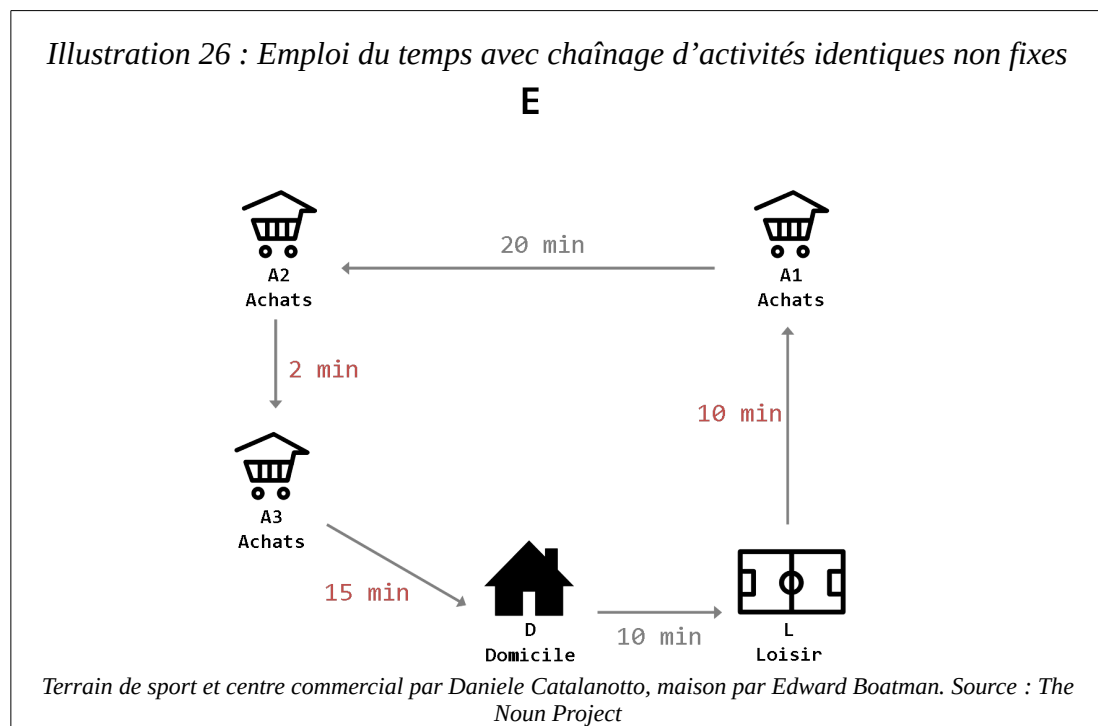 Illustration 26 : Emploi du temps avec chaînage d’activités identiques non fixes
E
20 min
A2
Achats
A1
Achats
2 min
10 min
A3
Achats
15 min
10 min
D
Domicile
L
Loisir
Terrain de sport et centre commercial par Daniele Catalanotto, maison par Edward Boatman. Source : The
Noun Project